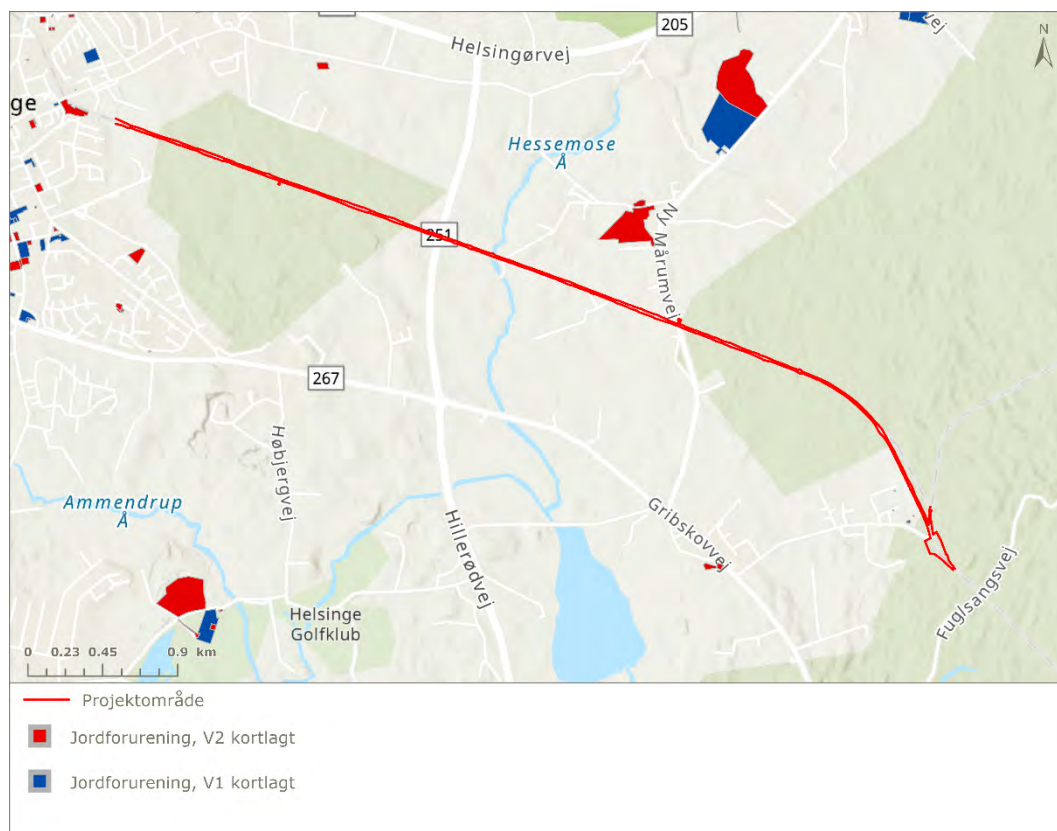 205
Helsingørvej
N
vej
ge
Hessemose
Å
251
Ny Mårumvej
267
Høbjergvej
Ammendrup
Å
Hillerødvej
Gribskovvej
Fuglsangsvej
Helsinge
Golfklub
0 0.23 0.45 0.9 km
Projektområde
Jordforurening, V2 kortlagt
Jordforurening, V1 kortlagt